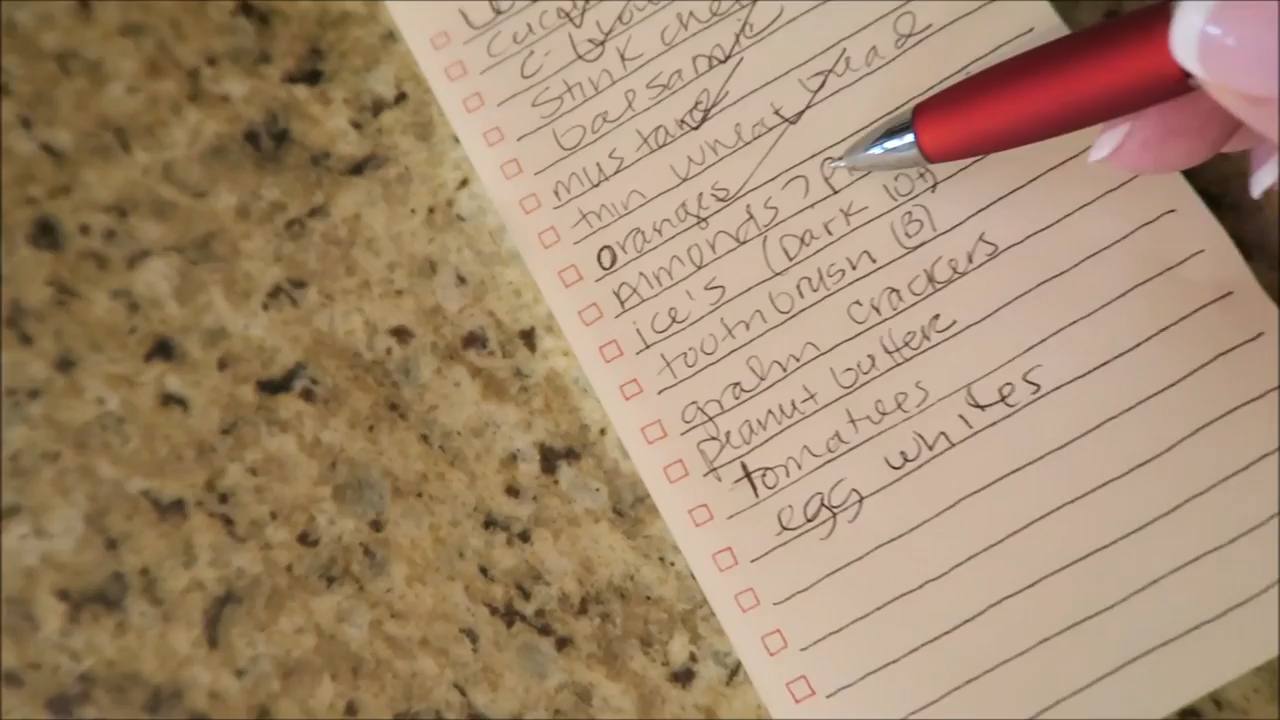 Stink che
balsamic
mustard
thin wheat bread
oranges
Almonds >
ice's (Dark 10+)
toothbrush (B)
grahm crackers
peanut butter
tomatoes
egg whites